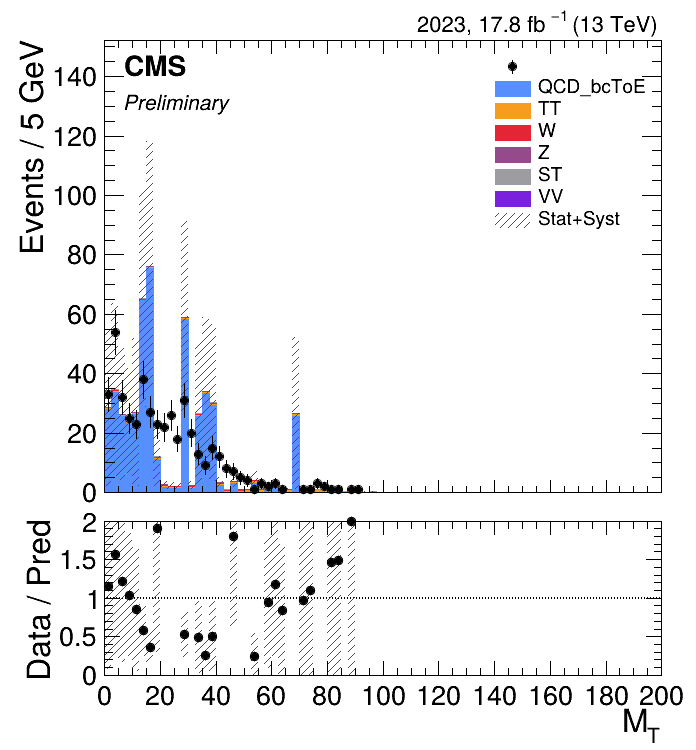 2023, 17.8 fb⁻¹ (13 TeV)
Events / 5 GeV
140
120
100
80
60
40
20
0
CMS
Preliminary
QCD_bcToE
TT
W
Z
ST
VV
Stat+Syst
Data / Pred
2
1.5
1
0.5
0
0 20 40 60 80 100 120 140 160 180 200
M_T